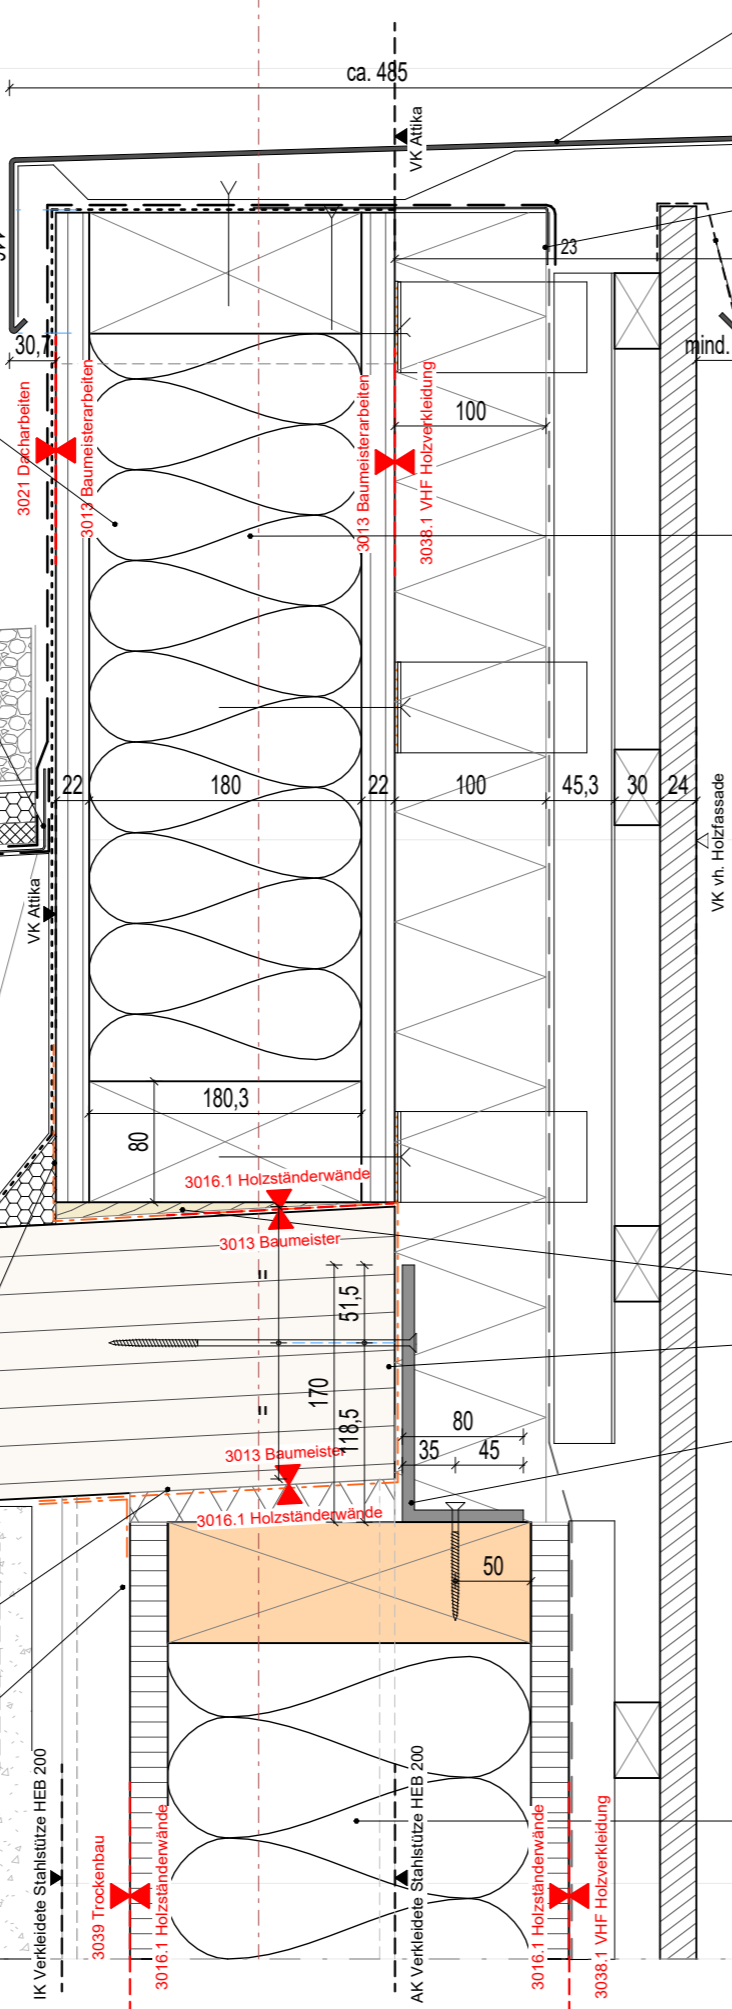 ca. 485
VK Attika
23
30,7
mind.
3021 Dacharbeiten
3013 Baumeisterarbeiten
3013 Baumeisterarbeiten
3038.1 VHF Holzverkleidung
100
22
180
22
100
45,3
30
24
VK Attika
VK vh. Holzfassade
180,3
80
3016.1 Holzständerwände
3013 Baumeister
=
51,5
170
118,5
=
80
35
45
3013 Baumeister
3016.1 Holzständerwände
50
IK Verkleidete Stahlstütze HEB 200
3039 Trockenbau
3016.1 Holzständerwände
AK Verkleidete Stahlstütze HEB 200
3016.1 Holzständerwände
3038.1 VHF Holzverkleidung